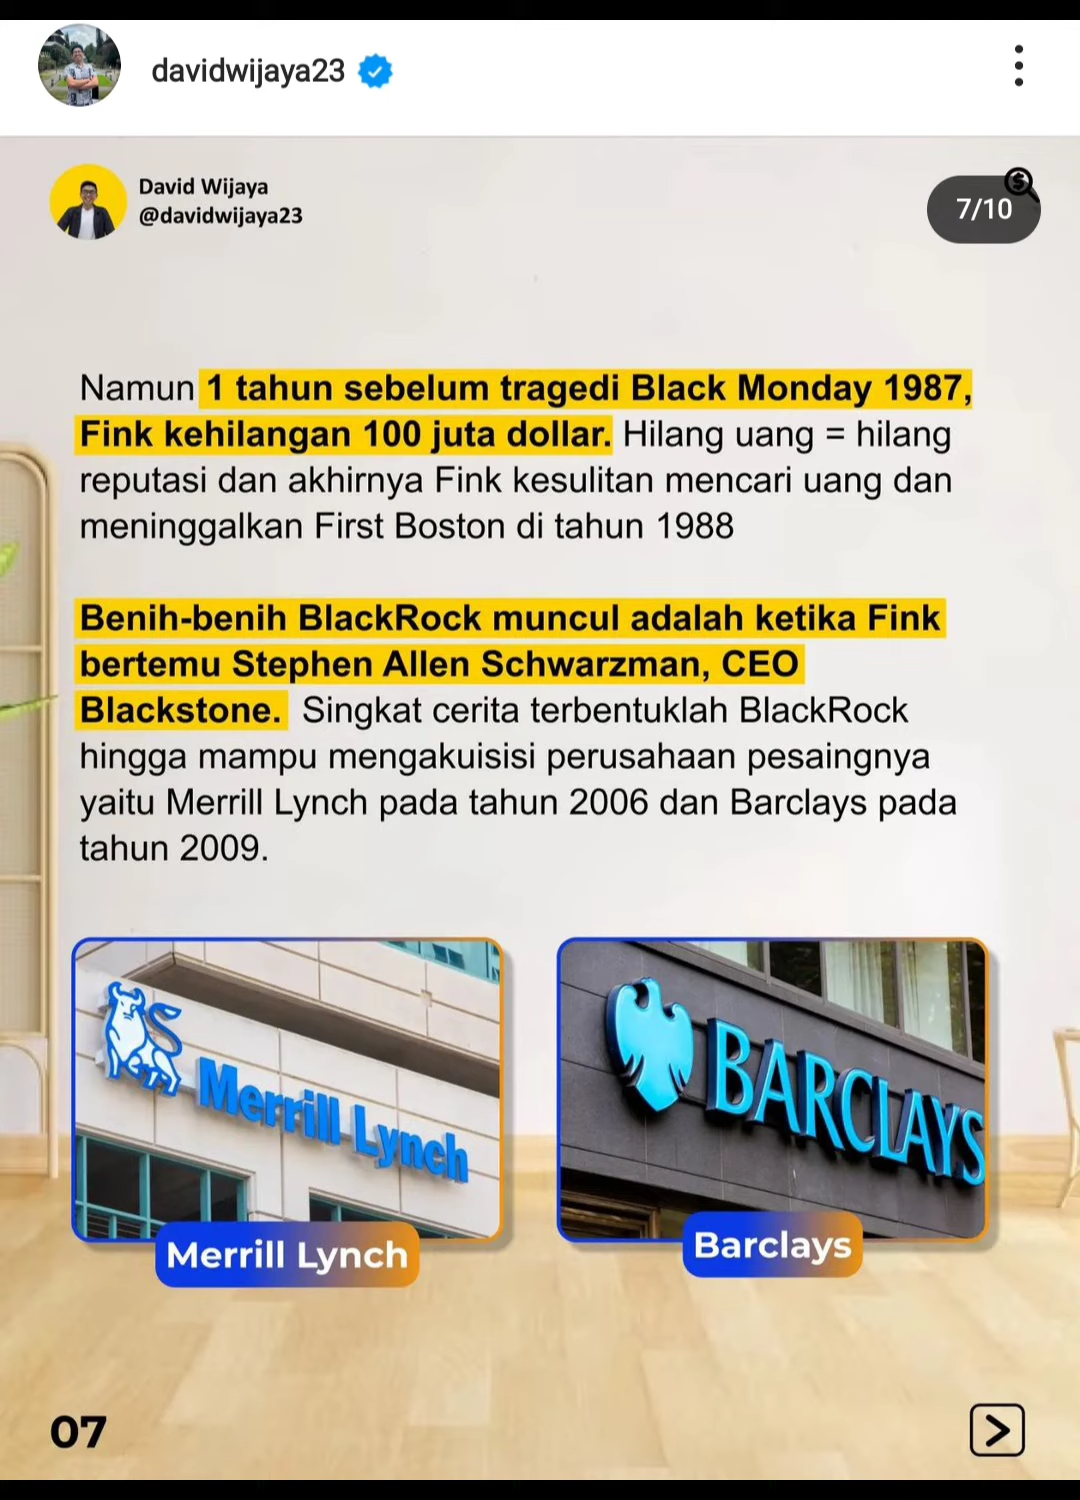 davidwijaya23
David Wijaya
@davidwijaya23
7/10
Namun 1 tahun sebelum tragedi Black Monday 1987,
Fink kehilangan 100 juta dollar. Hilang uang = hilang
reputasi dan akhirnya Fink kesulitan mencari uang dan
meninggalkan First Boston di tahun 1988
Benih-benih BlackRock muncul adalah ketika Fink
bertemu Stephen Allen Schwarzman, CEO
Blackstone. Singkat cerita terbentuklah BlackRock
hingga mampu mengakuisisi perusahaan pesaingnya
yaitu Merrill Lynch pada tahun 2006 dan Barclays pada
tahun 2009.
Merrill Lynch
BARCLAYS
Merrill Lynch
Barclays
07